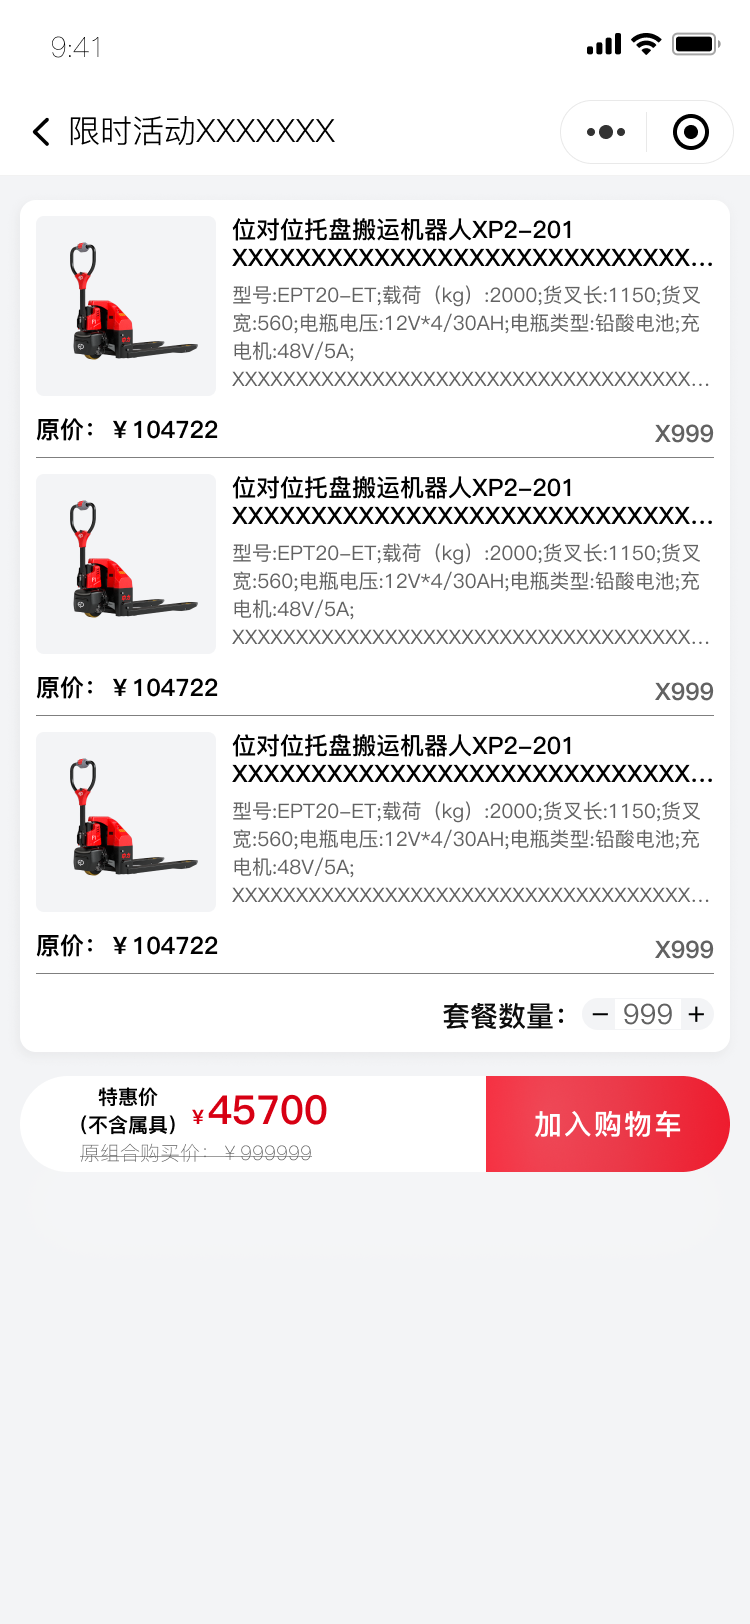 9:41
限时活动XXXXXXX
位对位托盘搬运机器人XP2-201
XXXXXXXXXXXXXXXXXXXXXXXXXXXXX...
型号:EPT20-ET;载荷（kg）:2000;货叉长:1150;货叉
宽:560;电瓶电压:12V*4/30AH;电瓶类型:铅酸电池;充
电机:48V/5A;
XXXXXXXXXXXXXXXXXXXXXXXXXXXXXXXXXXXX...
原价：￥104722
X999
位对位托盘搬运机器人XP2-201
XXXXXXXXXXXXXXXXXXXXXXXXXXXXX...
型号:EPT20-ET;载荷（kg）:2000;货叉长:1150;货叉
宽:560;电瓶电压:12V*4/30AH;电瓶类型:铅酸电池;充
电机:48V/5A;
XXXXXXXXXXXXXXXXXXXXXXXXXXXXXXXXXXXX...
原价：￥104722
X999
位对位托盘搬运机器人XP2-201
XXXXXXXXXXXXXXXXXXXXXXXXXXXXX...
型号:EPT20-ET;载荷（kg）:2000;货叉长:1150;货叉
宽:560;电瓶电压:12V*4/30AH;电瓶类型:铅酸电池;充
电机:48V/5A;
XXXXXXXXXXXXXXXXXXXXXXXXXXXXXXXXXXXX...
原价：￥104722
X999
套餐数量： － 999 +
特惠价
(不含属具) ￥45700
原组合购买价：￥999999
加入购物车